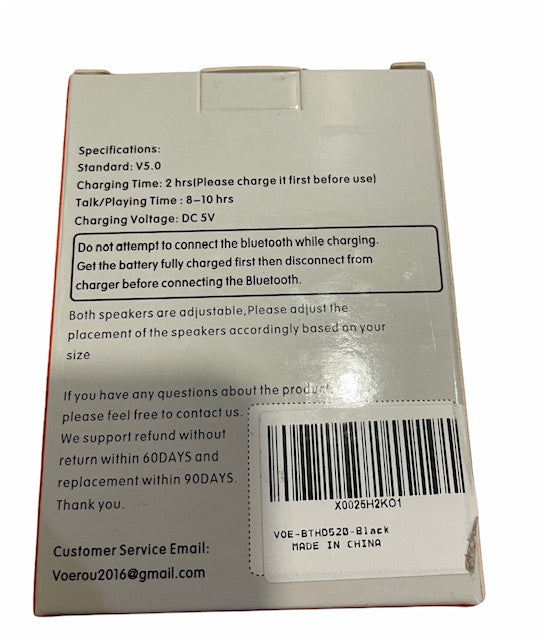 Specifications:
Standard: V5.0
Charging Time: 2 hrs(Please charge it first before use)
Talk/Playing Time : 8–10 hrs
Charging Voltage: DC 5V
Do not attempt to connect the bluetooth while charging.
Get the battery fully charged first then disconnect from
charger before connecting the Bluetooth.
Both speakers are adjustable,Please adjust the
placement of the speakers accordingly based on your
size
If you have any questions about the product,
please feel free to contact us.
We support refund without
return within 60DAYS and
replacement within 90DAYS.
Thank you.
Customer Service Email:
Voerou2016@gmail.com
X0026H2KO1
VOE-BTHD520-Black
MADE IN CHINA